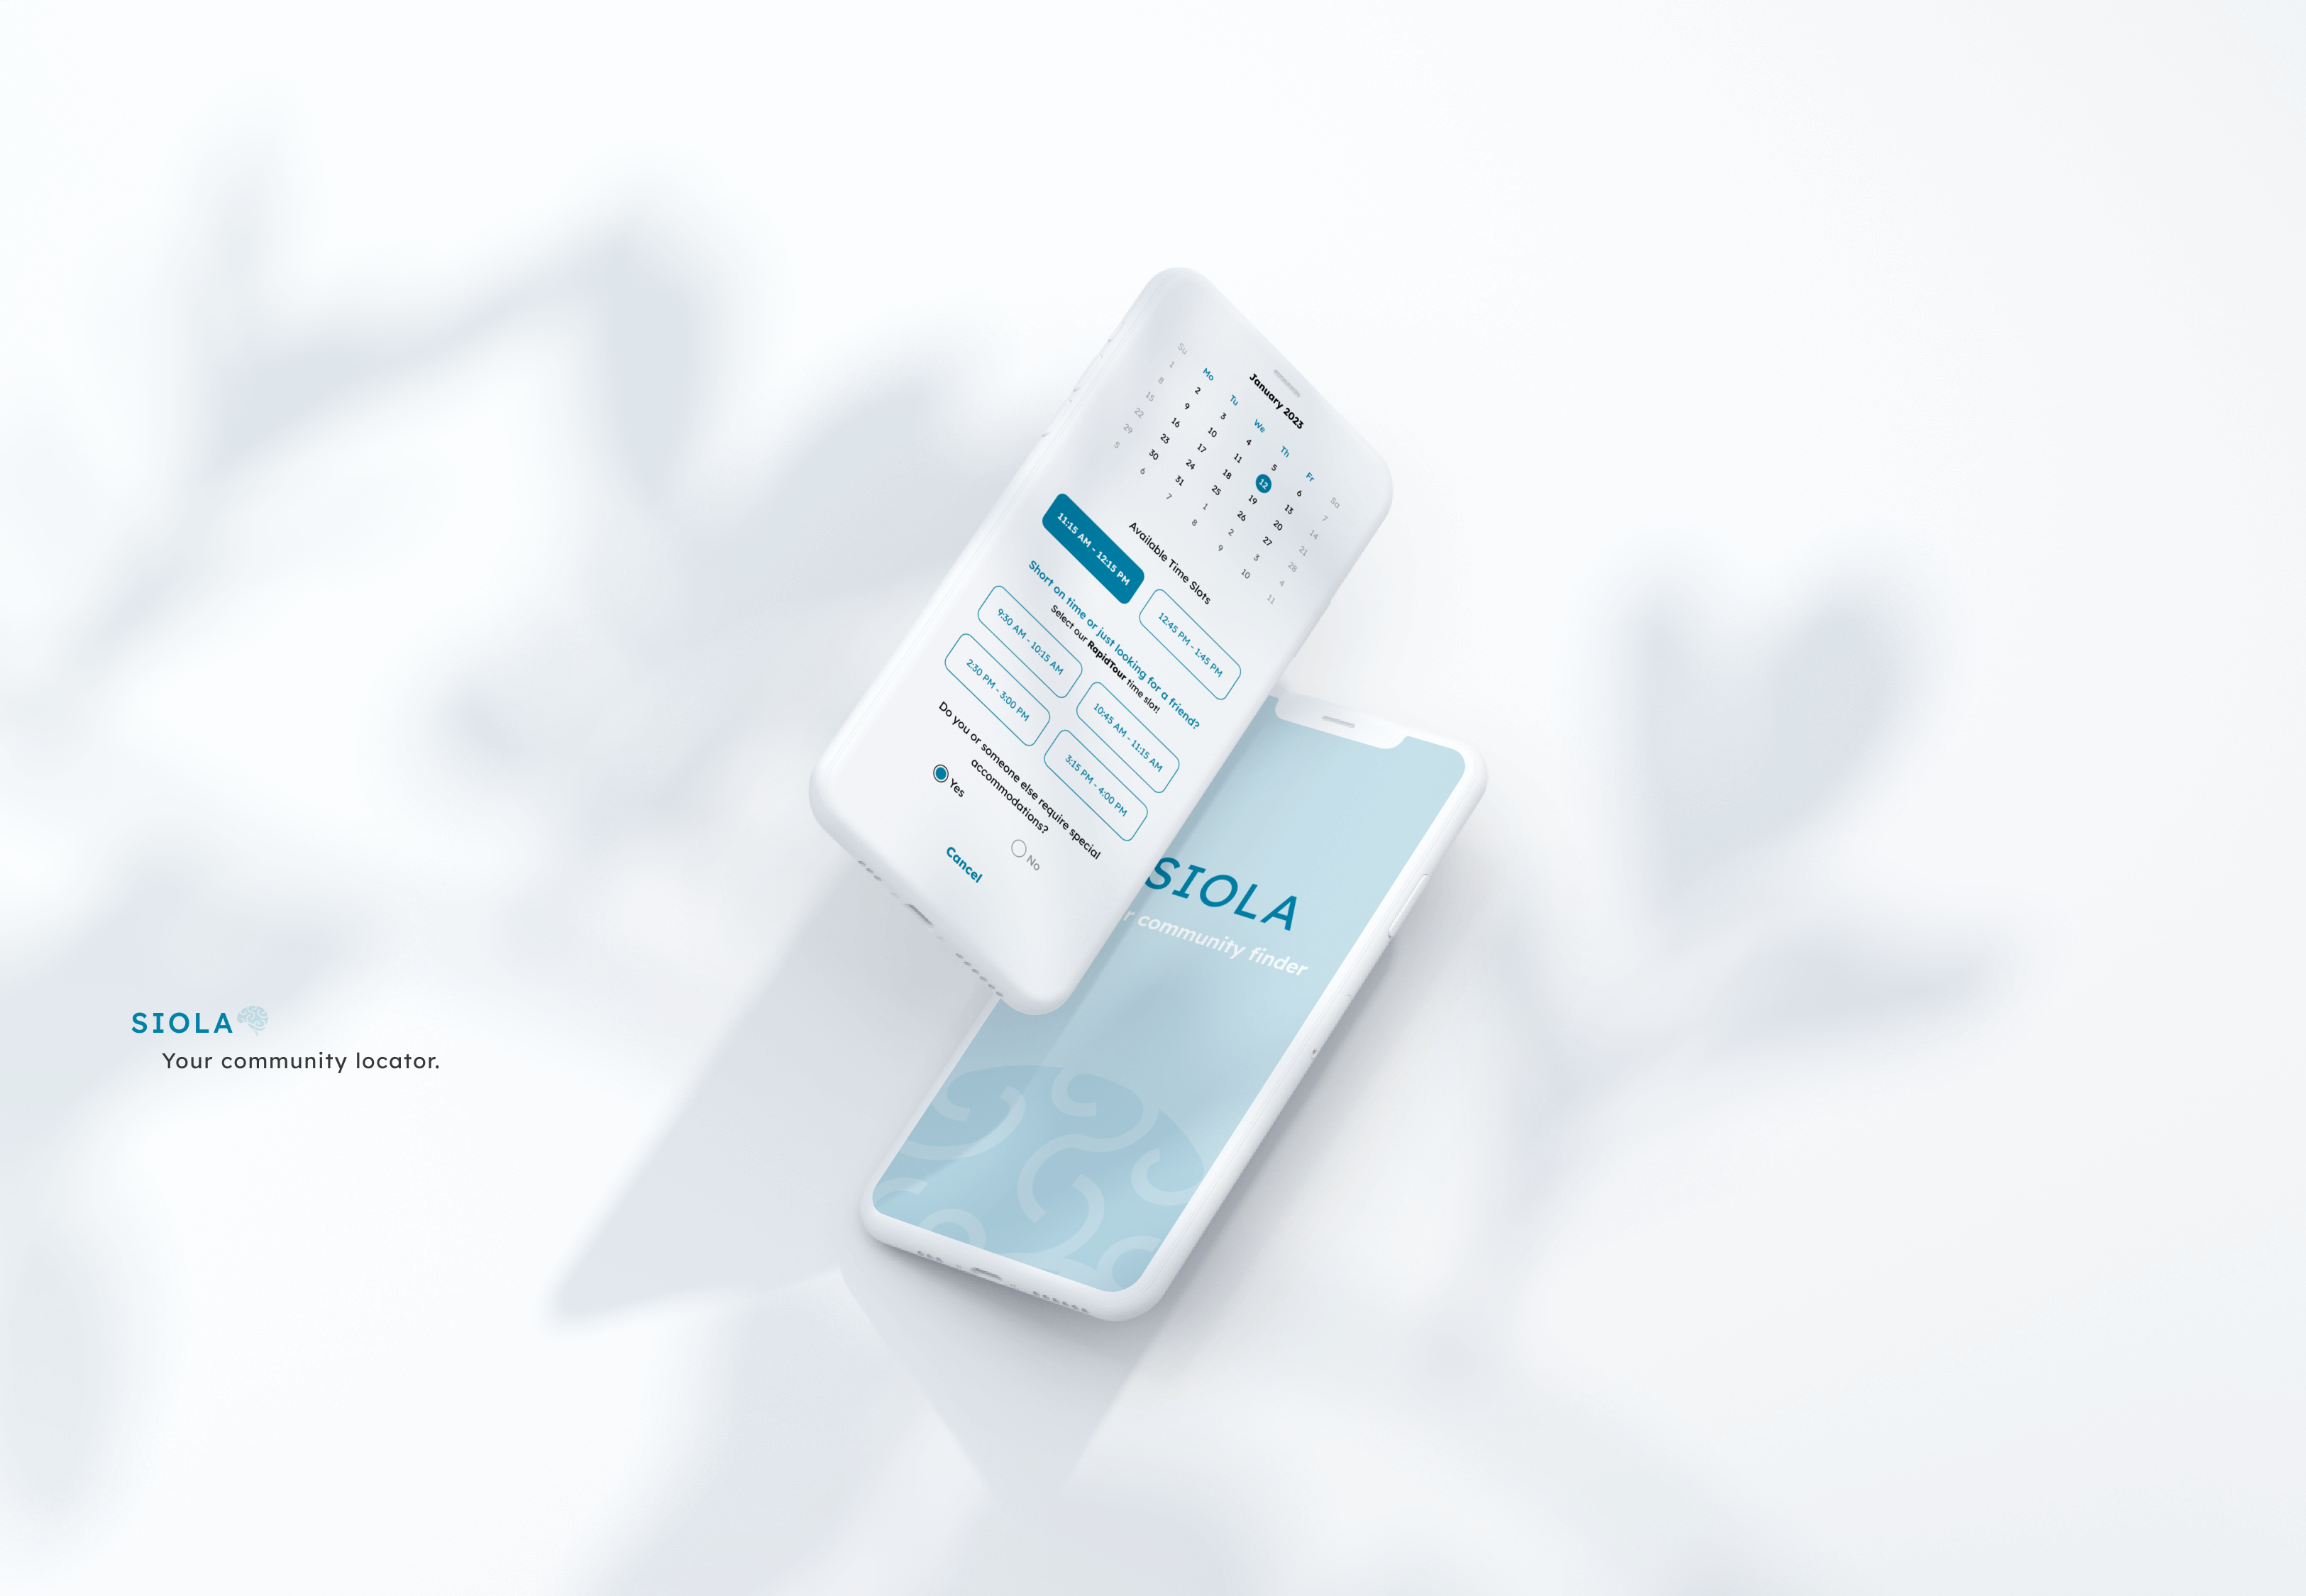 January 2023
Su Mo Tu We Th Fr Sa
1 2 3 4 5 6 7
8 9 10 11 12 13 14
15 16 17 18 19 20 21
22 23 24 25 26 27 28
29 30 31 1 2 3 4
5 6 7 8 9 10 11
Available Time Slots
11:15 AM - 12:15 PM
12:45 PM - 1:45 PM
Short on time or just looking for a friend?
Select our RapidTour time slot!
9:30 AM - 10:15 AM
10:45 AM - 11:15 AM
2:30 PM - 3:00 PM
3:15 PM - 4:00 PM
Do you or someone else require special
accommodations?
Yes
No
Cancel
SIOLA
r community finder
SIOLA
Your community locator.